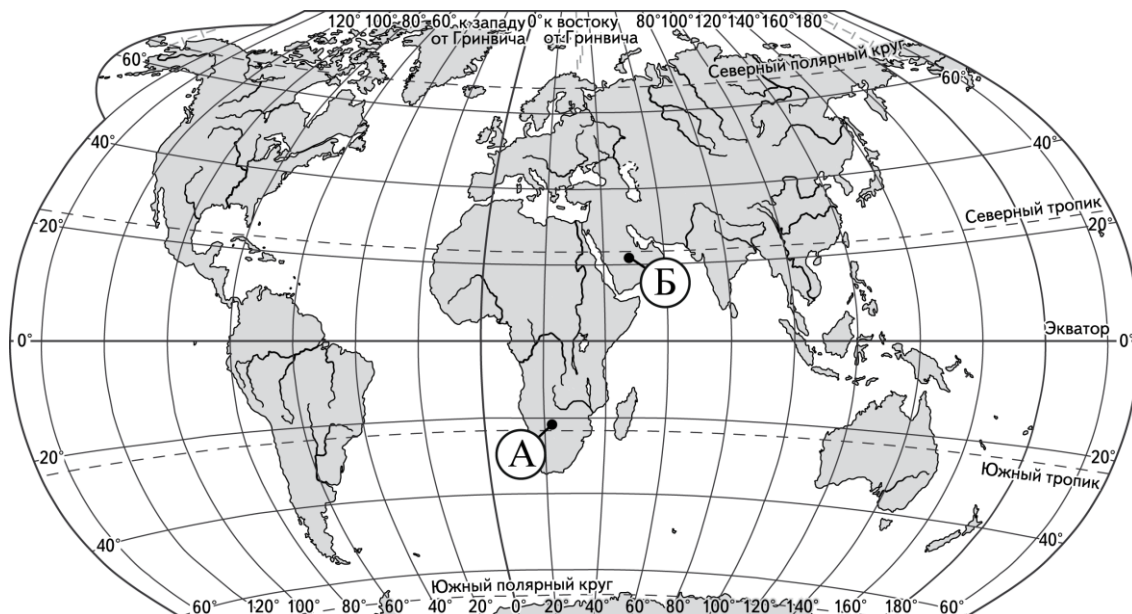 120° 100° 80° 60° к западу 0° к востоку 80° 100° 120° 140° 160° 180°
от Гринвича от Гринвича
Северный полярный круг
60° 60°
40° 40°
Северный тропик
20° 20°
Б
Экватор
0° 0°
А
20° 20°
Южный тропик
40° 40°
Южный полярный круг
60° 120° 100° 80° 60° 40° 20° 0° 20° 40° 60° 80° 100° 120° 140° 160° 180° 60°